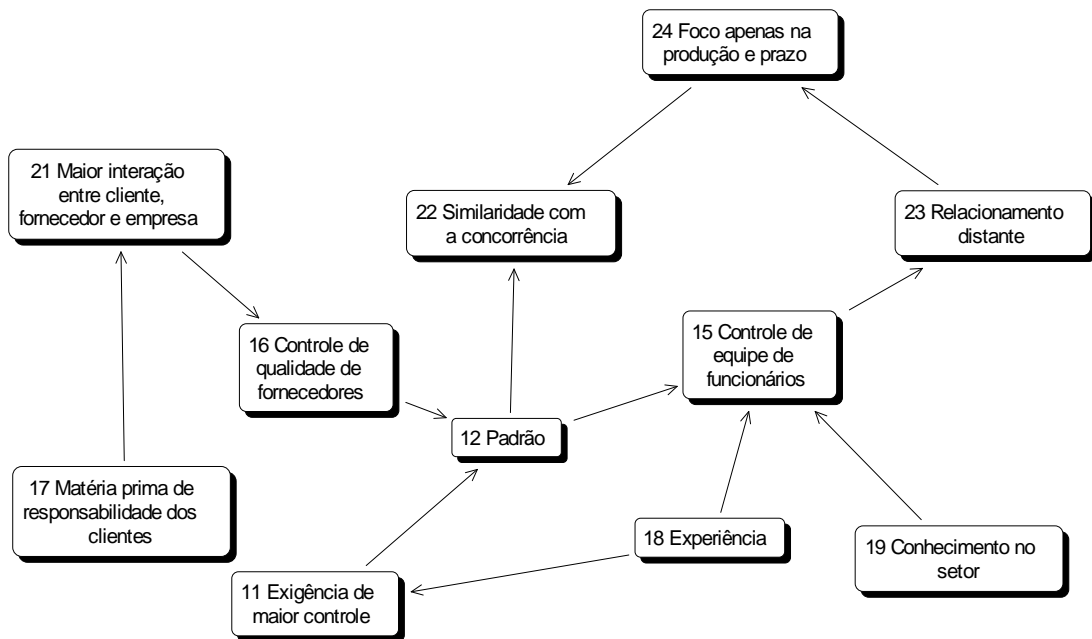 24 Foco apenas na
produção e prazo
21 Maior interação
entre cliente,
fornecedor e empresa
22 Similaridade com
a concorrência
23 Relacionamento
distante
16 Controle de
qualidade de
fornecedores
15 Controle de
equipe de
funcionários
12 Padrão
17 Matéria prima de
responsabilidade dos
clientes
18 Experiência
19 Conhecimento no
setor
11 Exigência de
maior controle